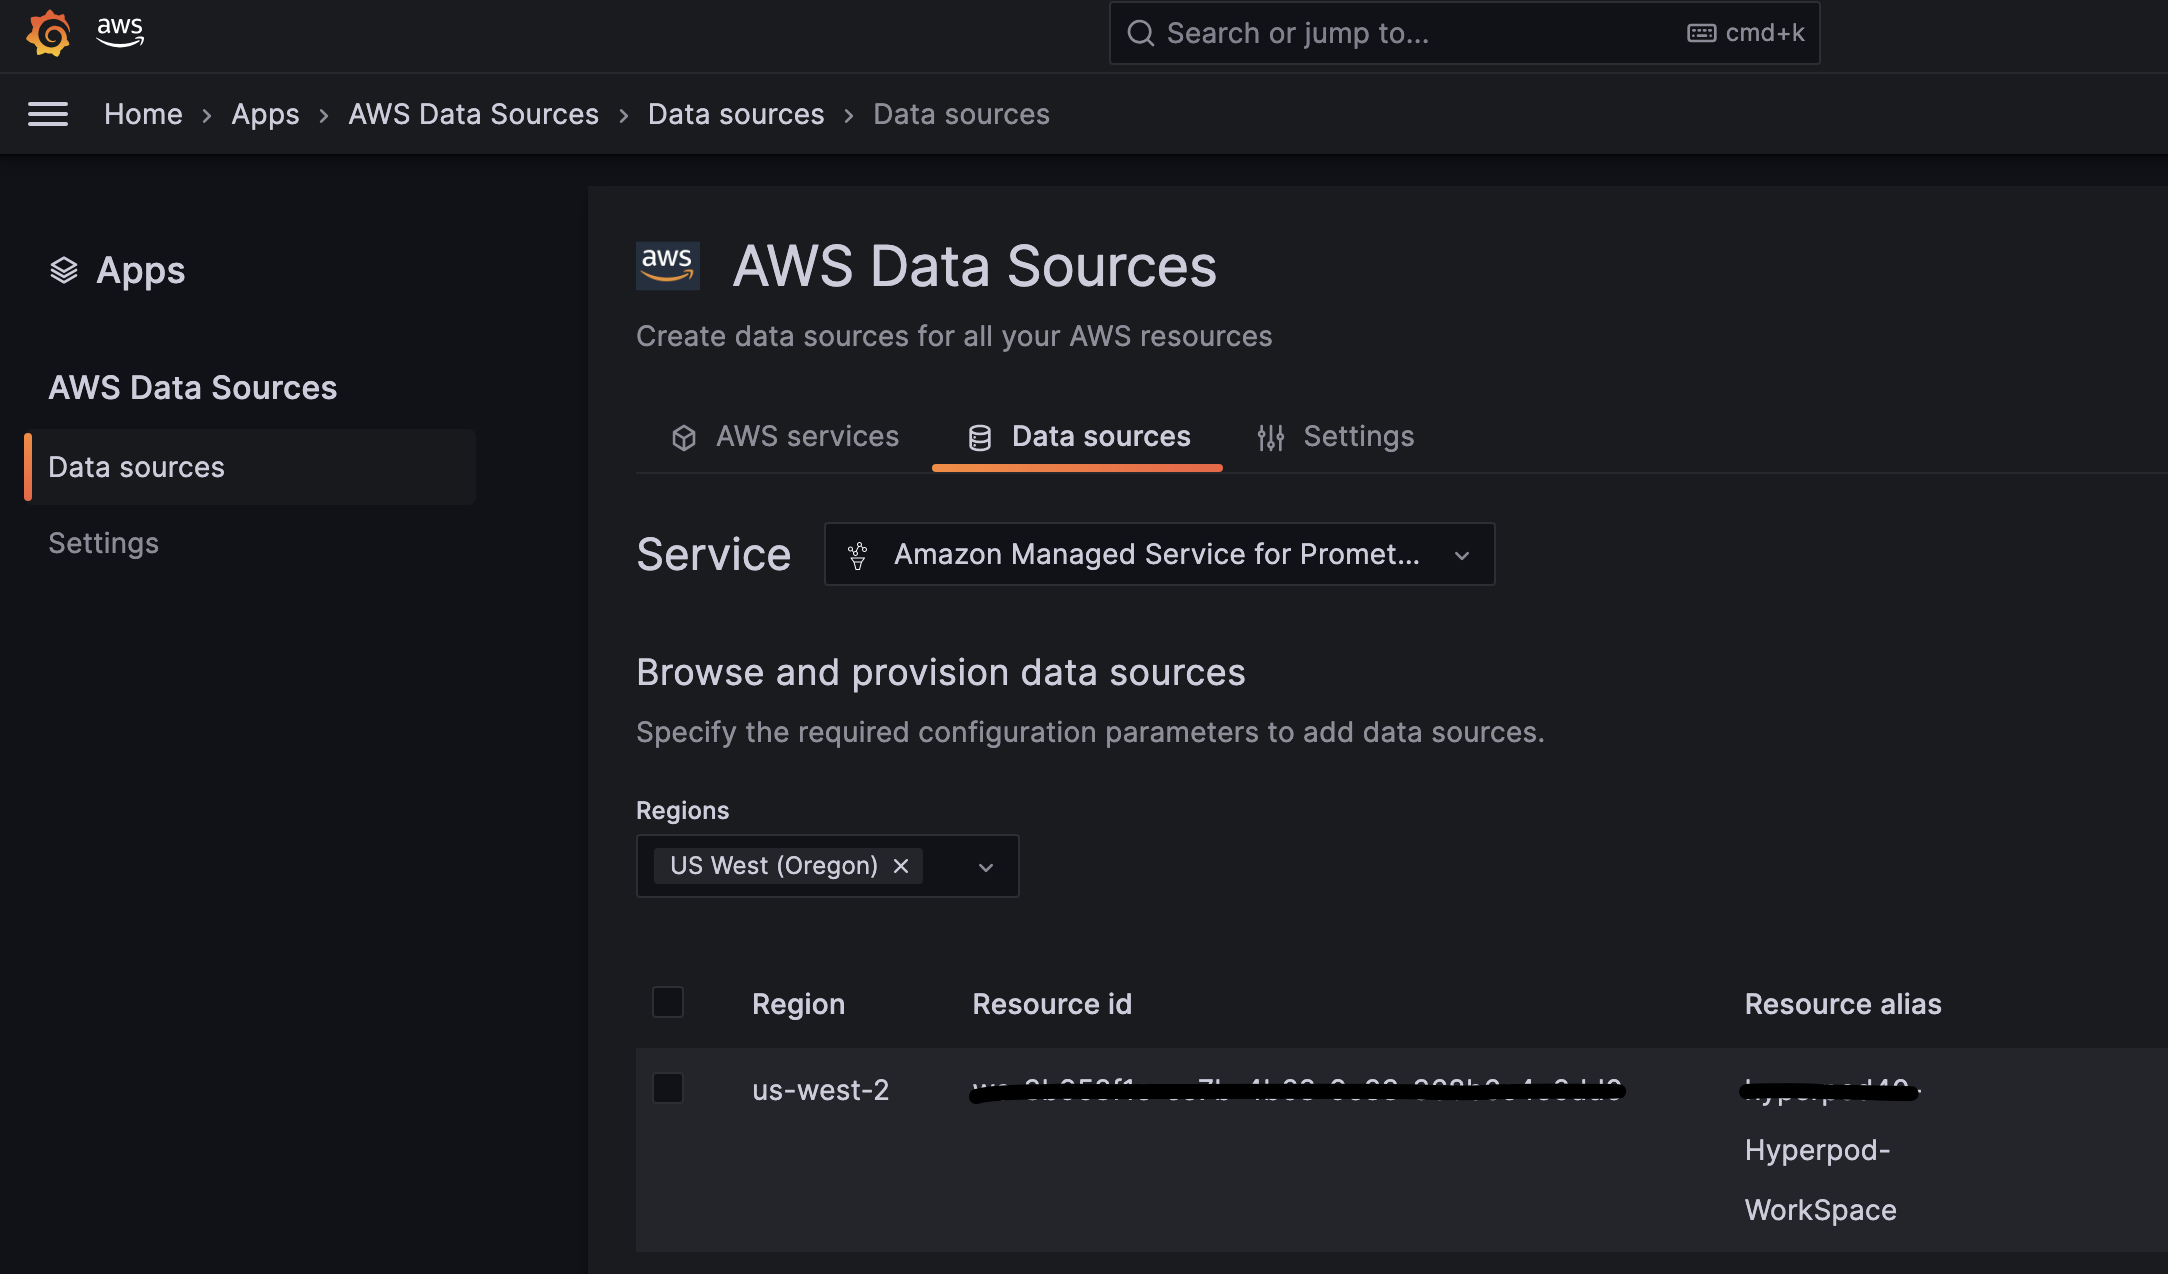 aws
Search or jump to...
cmd+k
Home > Apps > AWS Data Sources > Data sources > Data sources
Apps
AWS Data Sources
Data sources
Settings
aws
AWS Data Sources
Create data sources for all your AWS resources
AWS services
Data sources
Settings
Service
Amazon Managed Service for Promet...
Browse and provision data sources
Specify the required configuration parameters to add data sources.
Regions
US West (Oregon)
Region
Resource id
Resource alias
us-west-2
Hyperpod-
WorkSpace